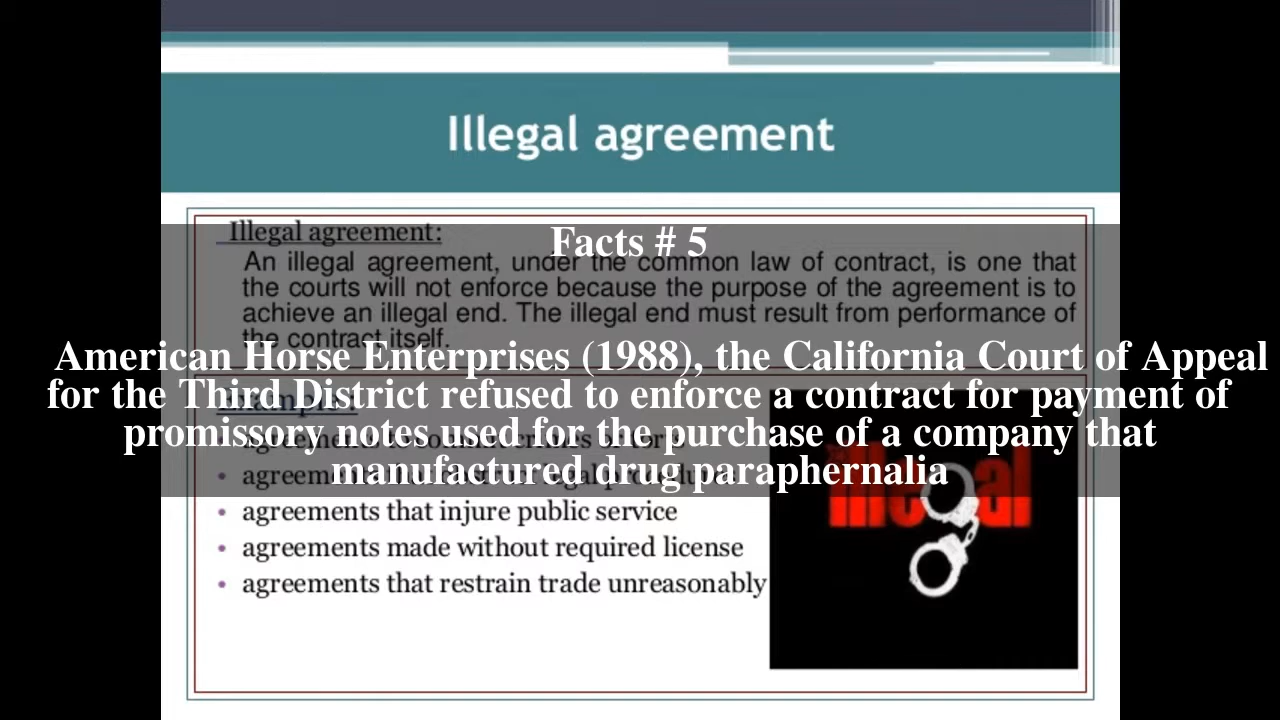 Illegal agreement
Illegal agreement:
Facts # 5
An illegal agreement, under the common law of contract, is one that
the courts will not enforce because the purpose of the agreement is to
achieve an illegal end. The illegal end must result from performance of
the contract itself.
American Horse Enterprises (1988), the California Court of Appeal
for the Third District refused to enforce a contract for payment of
promissory notes used for the purchase of a company that
manufactured drug paraphernalia
• agreements that injure public service
• agreements made without required license
• agreements that restrain trade unreasonably
illegal